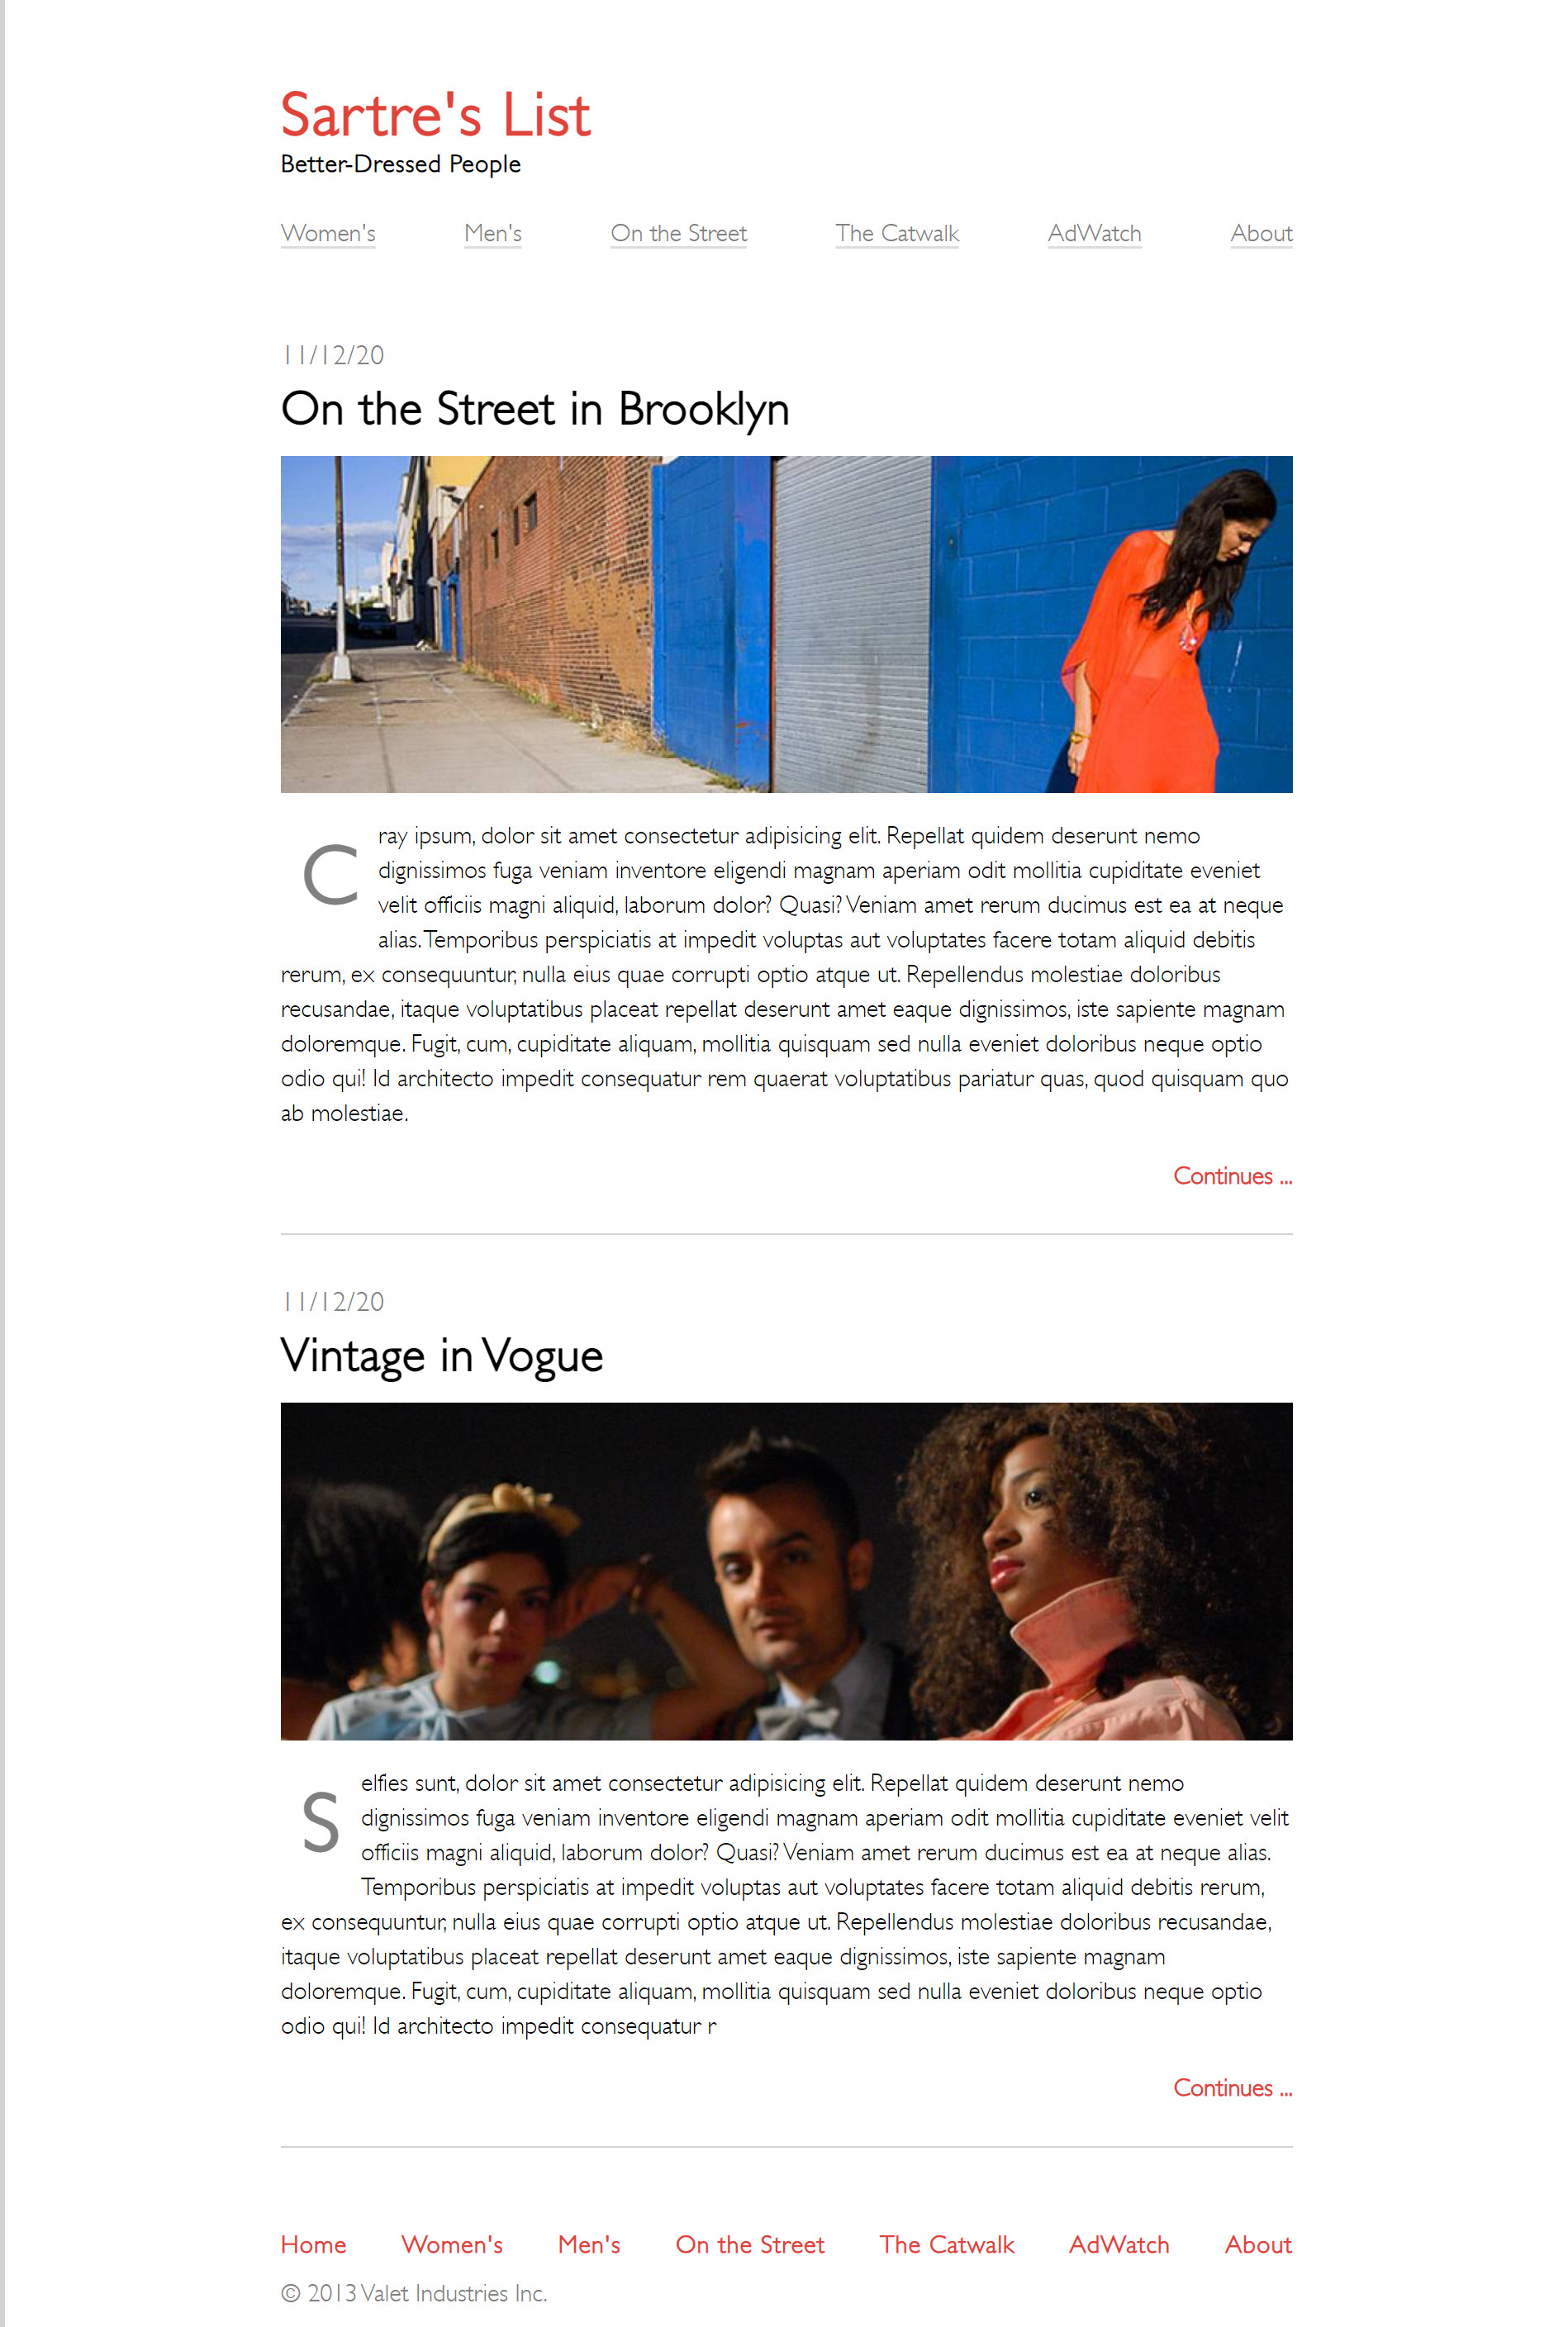 Sartre's List
Better-Dressed People
Women's Men's On the Street The Catwalk AdWatch About
11/12/20
On the Street in Brooklyn
Cray ipsum, dolor sit amet consectetur adipisicing elit. Repellat quidem deserunt nemo
dignissimos fuga veniam inventore eligendi magnam aperiam odit mollitia cupiditate eveniet
velit officiis magni aliquid, laborum dolor? Quasi? Veniam amet rerum ducimus est ea at neque
alias. Temporibus perspiciatis at impedit voluptas aut voluptates facere totam aliquid debitis
rerum, ex consequuntur, nulla eius quae corrupti optio atque ut. Repellendus molestiae doloribus
recusandae, itaque voluptatibus placeat repellat deserunt amet eaque dignissimos, iste sapiente magnam
doloremque. Fugit, cum, cupiditate aliquam, mollitia quisquam sed nulla eveniet doloribus neque optio
odio qui! Id architecto impedit consequatur rem quaerat voluptatibus pariatur quas, quod quisquam quo
ab molestiae.
Continues ...
11/12/20
Vintage in Vogue
Selfies sunt, dolor sit amet consectetur adipisicing elit. Repellat quidem deserunt nemo
dignissimos fuga veniam inventore eligendi magnam aperiam odit mollitia cupiditate eveniet velit
officiis magni aliquid, laborum dolor? Quasi? Veniam amet rerum ducimus est ea at neque alias.
Temporibus perspiciatis at impedit voluptas aut voluptates facere totam aliquid debitis rerum,
ex consequuntur, nulla eius quae corrupti optio atque ut. Repellendus molestiae doloribus recusandae,
itaque voluptatibus placeat repellat deserunt amet eaque dignissimos, iste sapiente magnam
doloremque. Fugit, cum, cupiditate aliquam, mollitia quisquam sed nulla eveniet doloribus neque optio
odio qui! Id architecto impedit consequatur r
Continues ...
Home Women's Men's On the Street The Catwalk AdWatch About
© 2013 Valet Industries Inc.